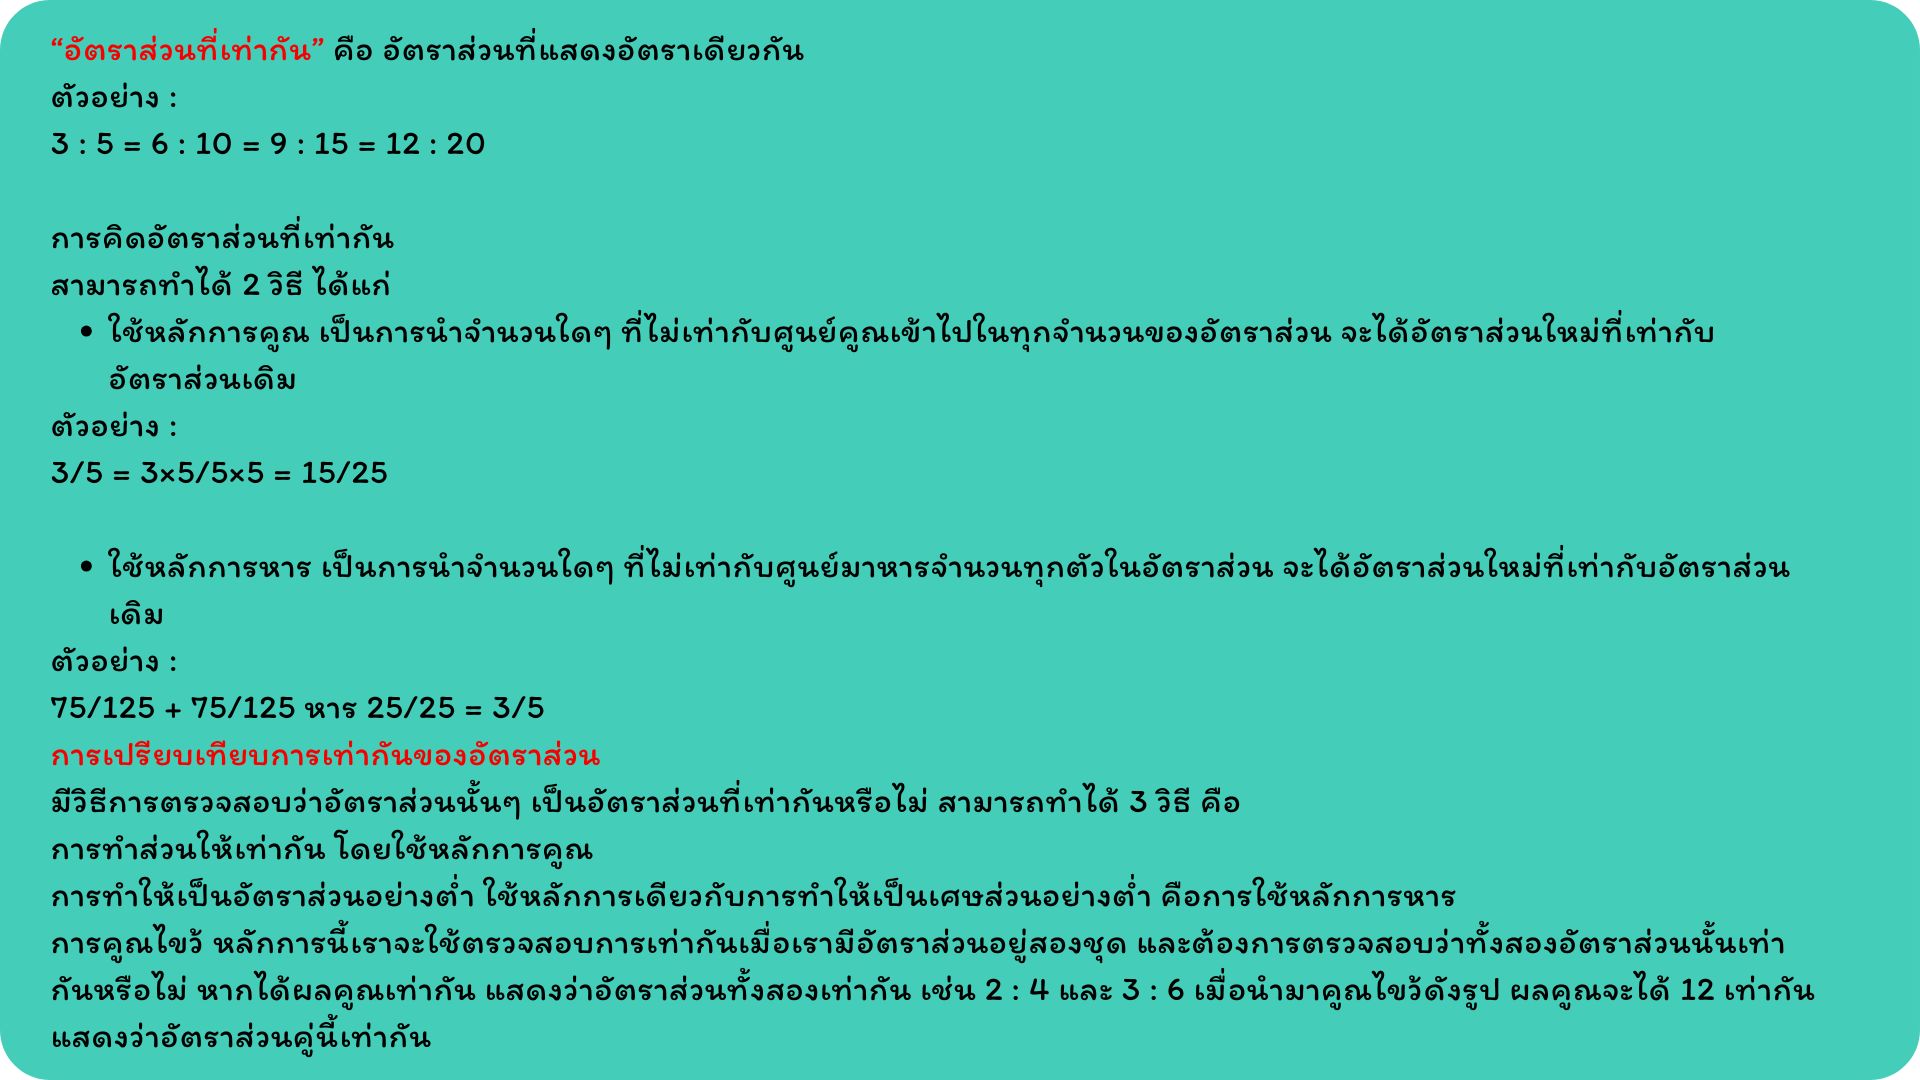 “อัตราส่วนที่เท่ากัน” คือ อัตราส่วนที่แสดงอัตราเดียวกัน
ตัวอย่าง :
3 : 5 = 6 : 10 = 9 : 15 = 12 : 20
การคิดอัตราส่วนที่เท่ากัน
สามารถทำได้ 2 วิธี ได้แก่
• ใช้หลักการคูณ เป็นการนำจำนวนใดๆ ที่ไม่เท่ากับศูนย์คูณเข้าไปในทุกจำนวนของอัตราส่วน จะได้อัตราส่วนใหม่ที่เท่ากับ
อัตราส่วนเดิม
ตัวอย่าง :
3/5 = 3×5/5×5 = 15/25
• ใช้หลักการหาร เป็นการนำจำนวนใดๆ ที่ไม่เท่ากับศูนย์มาหารจำนวนทุกตัวในอัตราส่วน จะได้อัตราส่วนใหม่ที่เท่ากับอัตราส่วน
เดิม
ตัวอย่าง :
75/125 + 75/125 หาร 25/25 = 3/5
การเปรียบเทียบการเท่ากันของอัตราส่วน
มีวิธีการตรวจสอบว่าอัตราส่วนนั้นๆ เป็นอัตราส่วนที่เท่ากันหรือไม่ สามารถทำได้ 3 วิธี คือ
การทำส่วนให้เท่ากัน โดยใช้หลักการคูณ
การทำให้เป็นอัตราส่วนอย่างต่ำ ใช้หลักการเดียวกับการทำให้เป็นเศษส่วนอย่างต่ำ คือการใช้หลักการหาร
การคูณไขว้ หลักการนี้เราจะใช้ตรวจสอบการเท่ากันเมื่อเรามีอัตราส่วนอยู่สองชุด และต้องการตรวจสอบว่าทั้งสองอัตราส่วนนั้นเท่า
กันหรือไม่ หากได้ผลคูณเท่ากัน แสดงว่าอัตราส่วนทั้งสองเท่ากัน เช่น 2 : 4 และ 3 : 6 เมื่อนำมาคูณไขว้ดังรูป ผลคูณจะได้ 12 เท่ากัน
แสดงว่าอัตราส่วนคู่นี้เท่ากัน